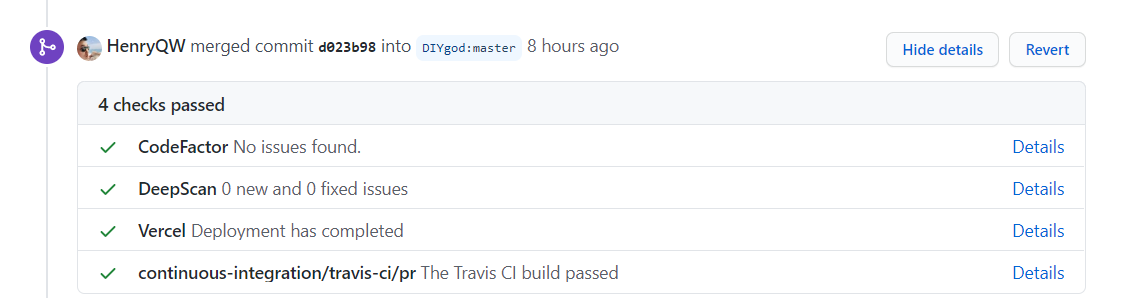 HenryQW merged commit d023b98 into DIYgod:master 8 hours ago Hide details Revert
4 checks passed
CodeFactor No issues found. Details
DeepScan 0 new and 0 fixed issues Details
Vercel Deployment has completed Details
continuous-integration/travis-ci/pr The Travis CI build passed Details